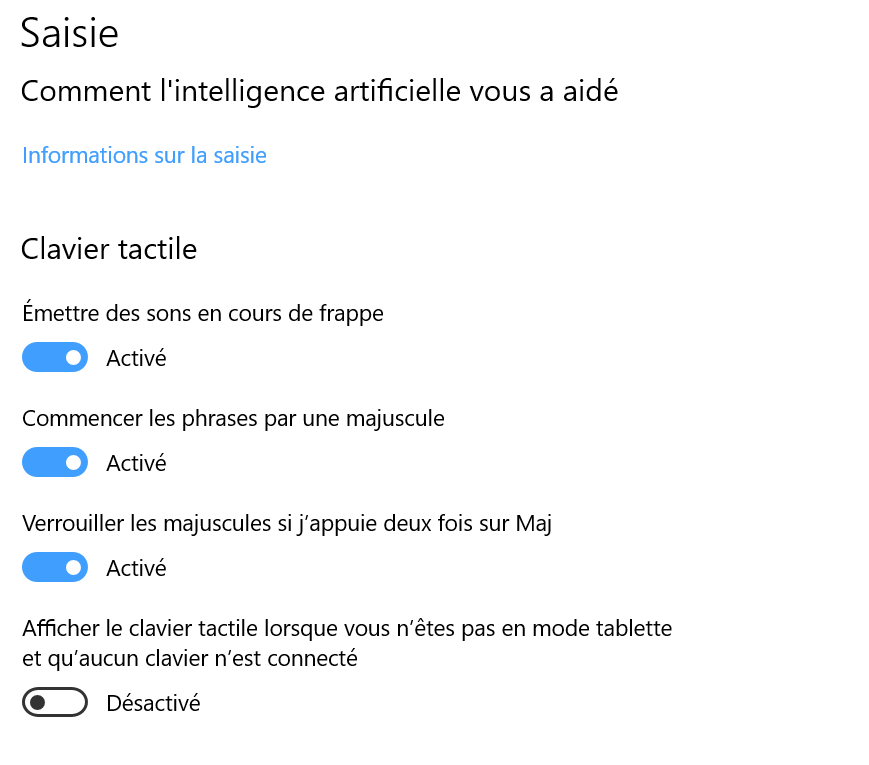 Saisie
Comment l'intelligence artificielle vous a aidé
Informations sur la saisie
Clavier tactile
Émettre des sons en cours de frappe
Activé
Commencer les phrases par une majuscule
Activé
Verrouiller les majuscules si j’appuie deux fois sur Maj
Activé
Afficher le clavier tactile lorsque vous n’êtes pas en mode tablette
et qu’aucun clavier n’est connecté
Désactivé